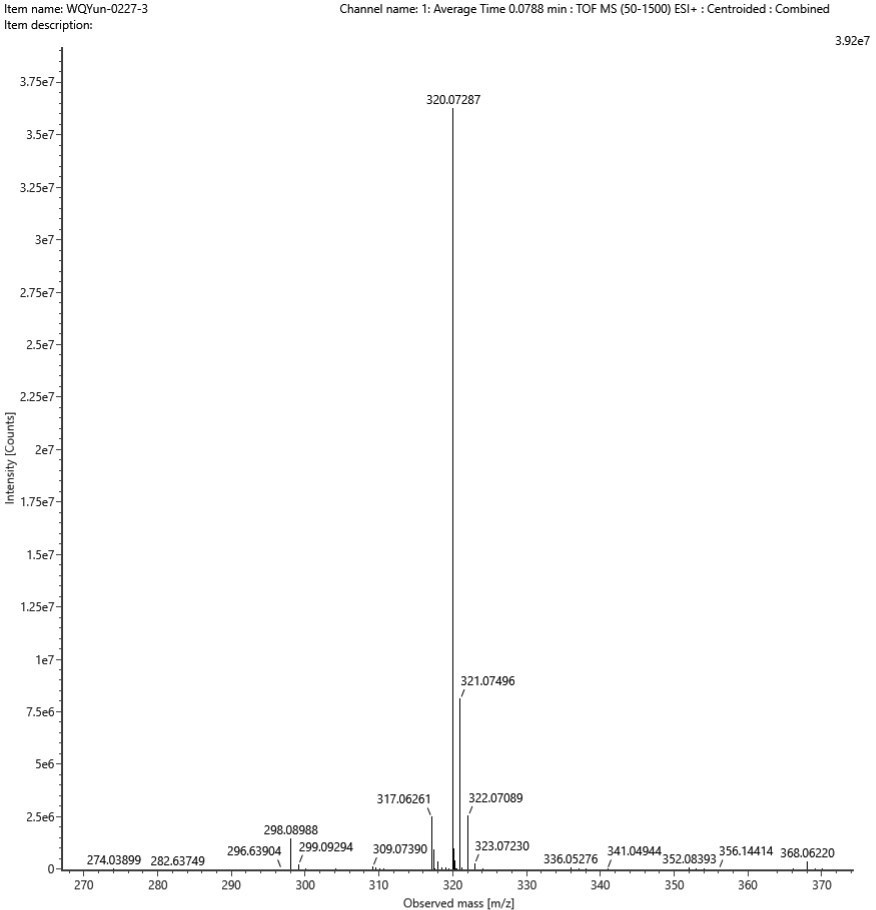 Item name: WQYun-0227-3
Channel name: 1: Average Time 0.0788 min : TOF MS (50-1500) ESI+ : Centroided : Combined
Item description:
3.92e7
3.75e7
3.5e7
3.25e7
3e7
2.75e7
2.5e7
2.25e7
2e7
1.75e7
1.5e7
1.25e7
1e7
7.5e6
5e6
2.5e6
0
Intensity [Counts]
320.07287
321.07496
317.06261
322.07089
298.08988
296.63904
299.09294
309.07390
323.07230
274.03899
282.63749
336.05276
341.04944
352.08393
356.14414
368.06220
270 280 290 300 310 320 330 340 350 360 370
Observed mass [m/z]